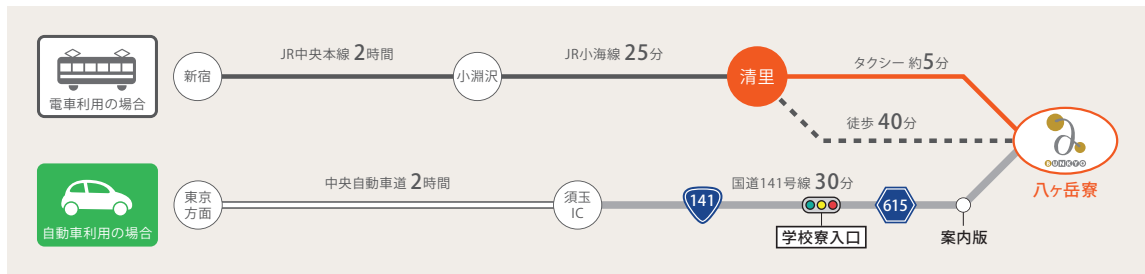 電車利用の場合
新宿
JR中央本線 2時間
小淵沢
JR小海線 25分
清里
タクシー 約5分
徒歩 40分
BUNKYO
八ヶ岳寮
自動車利用の場合
東京
方面
中央自動車道 2時間
須玉
IC
141
国道141号線 30分
学校寮入口
615
案内版